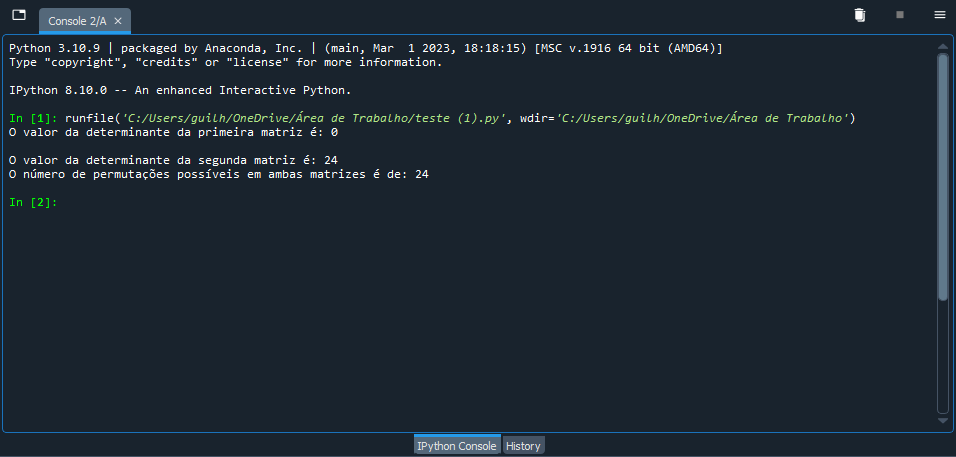 Console 2/A
Python 3.10.9 | packaged by Anaconda, Inc. | (main, Mar  1 2023, 18:18:15) [MSC v.1916 64 bit (AMD64)]
Type "copyright", "credits" or "license" for more information.
IPython 8.10.0 -- An enhanced Interactive Python.
In [1]: runfile('C:/Users/guilh/OneDrive/Área de Trabalho/teste (1).py', wdir='C:/Users/guilh/OneDrive/Área de Trabalho')
O valor da determinante da primeira matriz é: 0
O valor da determinante da segunda matriz é: 24
O número de permutações possíveis em ambas matrizes é de: 24
In [2]:
IPython Console History